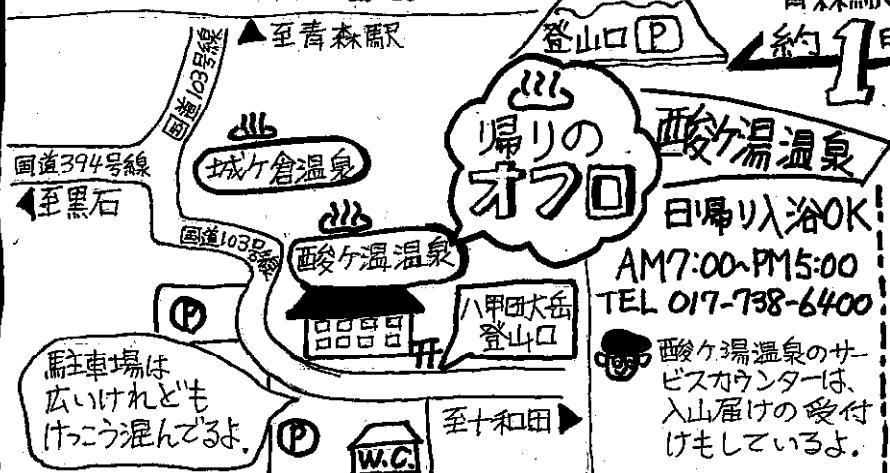 ▲至青森駅
国道103号線
国道394号線
◀至黒石
城ヶ倉温泉
国道103号線
酸ヶ湯温泉
帰りの
オフロ
登山口 P
約1
酸ヶ湯温泉
日帰り入浴OK
AM7:00~PM5:00
TEL 017-738-6400
酸ヶ湯温泉のサー
ビスカウンターは、
入山届けの受付
けもしているよ.
八甲田大岳
登山口
P
駐車場は
広いけれども
けっこう混んでるよ.
P
W.C.
至十和田▶